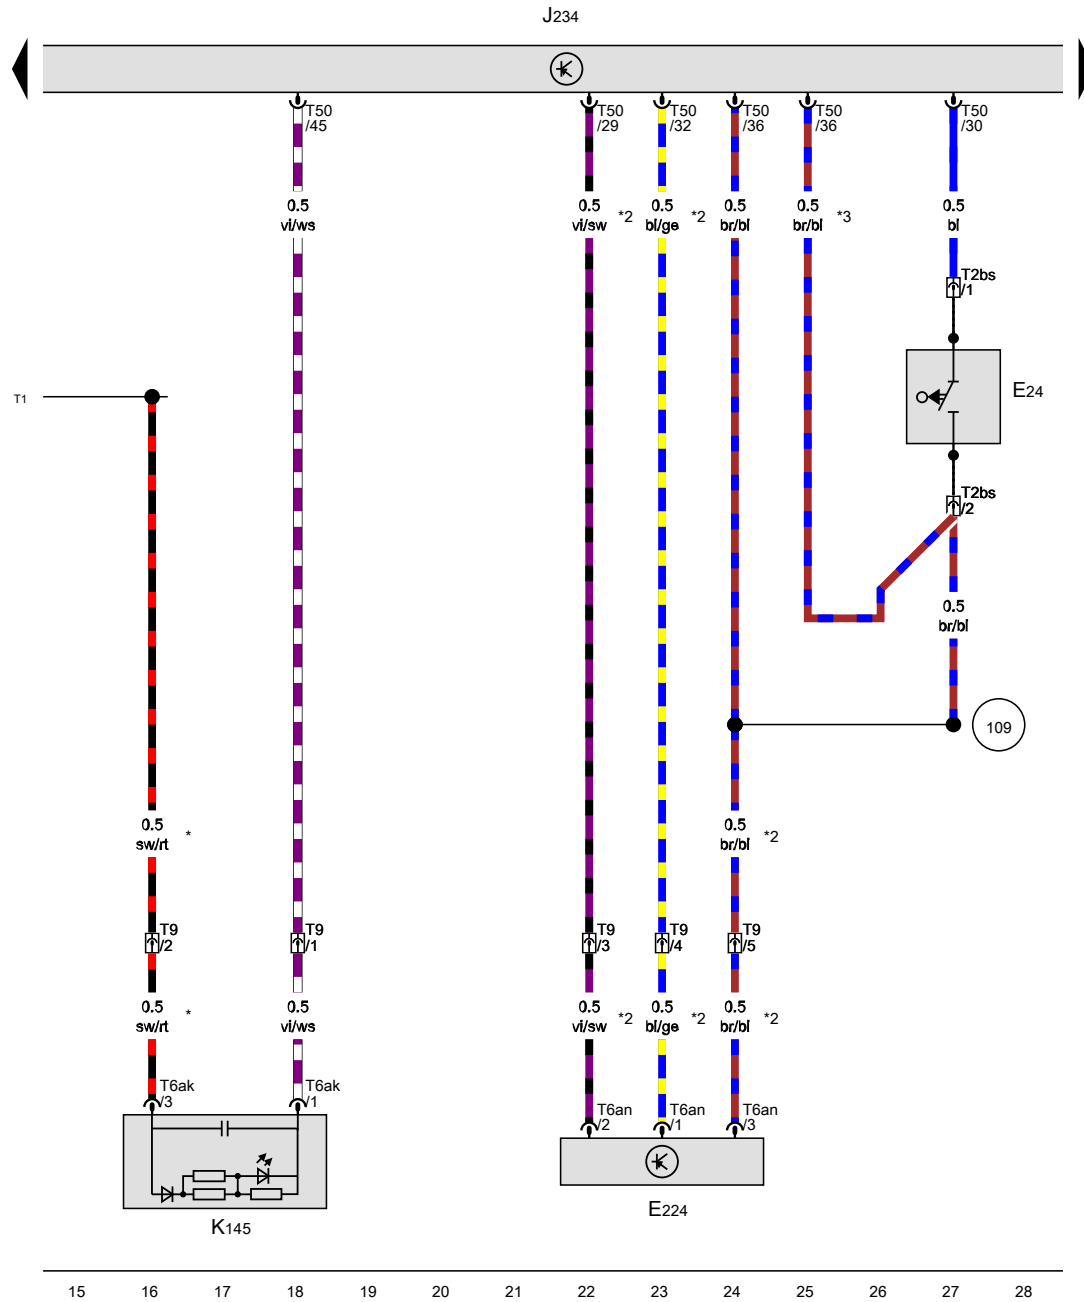 J234
T50 /45
T50 /29
T50 /32
T50 /36
T50 /36
T50 /30
0.5 vi/ws
0.5 vi/sw *2
0.5 bl/ge *2
0.5 br/bl
0.5 br/bl *3
0.5 bl
T2bs /1
E24
T1
T2bs /2
0.5 br/bl
109
0.5 sw/rt *
0.5 br/bl *2
T9 /2
T9 /1
T9 /3
T9 /4
T9 /5
0.5 sw/rt *
0.5 vi/ws
0.5 vi/sw *2
0.5 bl/ge *2
0.5 br/bl *2
T6ak /3
T6ak /1
T6an /2
T6an /1
T6an /3
K145
E224
15 16 17 18 19 20 21 22 23 24 25 26 27 28